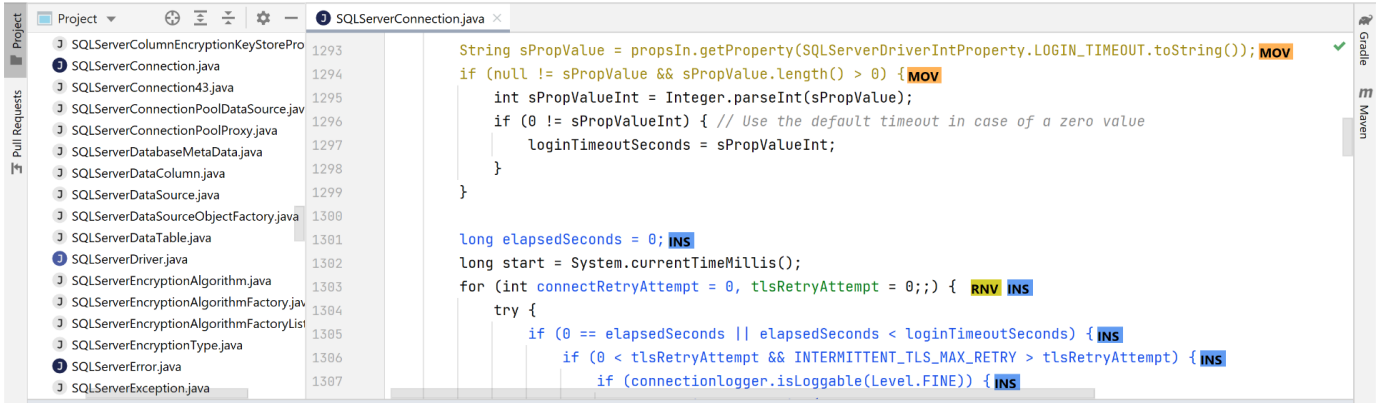 Project
SQLServerConnection.java
Project
Pull Requests
SQLServerColumnEncryptionKeyStorePro
SQLServerConnection.java
SQLServerConnection43.java
SQLServerConnectionPoolDataSource.jav
SQLServerConnectionPoolProxy.java
SQLServerDatabaseMetaData.java
SQLServerDataColumn.java
SQLServerDataSource.java
SQLServerDataSourceObjectFactory.java
SQLServerDataTable.java
SQLServerDriver.java
SQLServerEncryptionAlgorithm.java
SQLServerEncryptionAlgorithmFactory.jav
SQLServerEncryptionAlgorithmFactoryList
SQLServerEncryptionType.java
SQLServerError.java
SQLServerException.java
1293 String sPropValue = propsIn.getProperty(SQLServerDriverIntProperty.LOGIN_TIMEOUT.toString()); MOV
1294 if (null != sPropValue && sPropValue.length() > 0) { MOV
1295 int sPropValueInt = Integer.parseInt(sPropValue);
1296 if (0 != sPropValueInt) { // Use the default timeout in case of a zero value
1297 loginTimeoutSeconds = sPropValueInt;
1298 }
1299 }
1300
1301 long elapsedSeconds = 0; INS
1302 long start = System.currentTimeMillis();
1303 for (int connectRetryAttempt = 0, tlsRetryAttempt = 0;;) { RNV INS
1304 try {
1305 if (0 == elapsedSeconds || elapsedSeconds < loginTimeoutSeconds) { INS
1306 if (0 < tlsRetryAttempt && INTERMITTENT_TLS_MAX_RETRY > tlsRetryAttempt) { INS
1307 if (connectionlogger.isLoggable(Level.FINE)) { INS
Gradle
m Maven